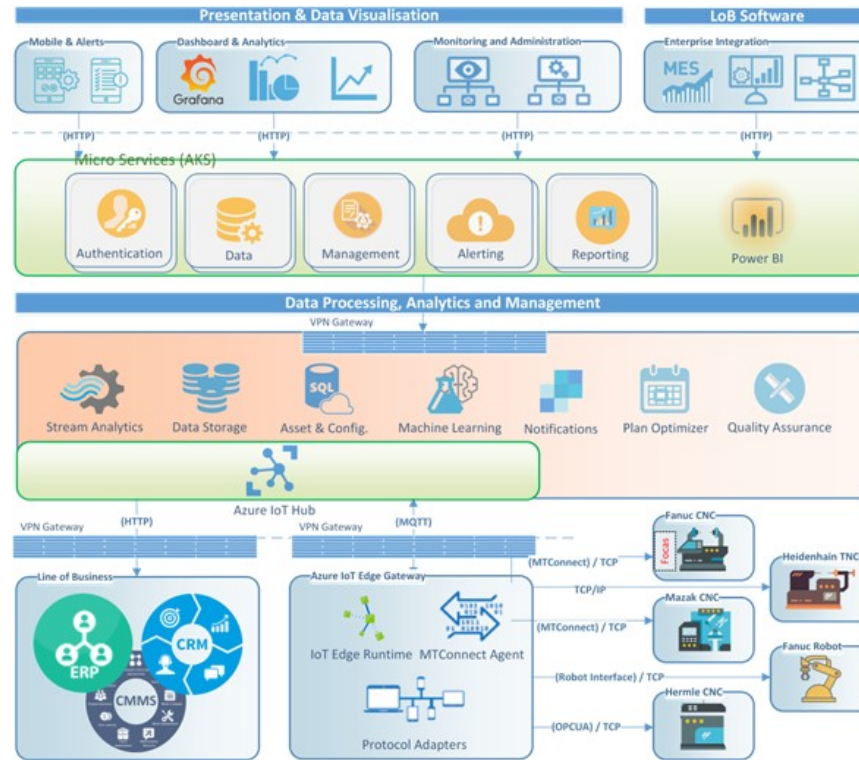 Presentation & Data Visualisation
LoB Software
Mobile & Alerts
Dashboard & Analytics
Monitoring and Administration
Enterprise Integration
Grafana
MES
(HTTP)
(HTTP)
(HTTP)
(HTTP)
Micro Services (AKS)
Authentication
Data
Management
Alerting
Reporting
Power BI
Data Processing, Analytics and Management
VPN Gateway
SQL
Stream Analytics
Data Storage
Asset & Config.
Machine Learning
Notifications
Plan Optimizer
Quality Assurance
Azure IoT Hub
VPN Gateway
(HTTP)
VPN Gateway
(MQTT)
Line of Business
ERP
CRM
CMMS
Azure IoT Edge Gateway
IoT Edge Runtime
MTConnect Agent
Protocol Adapters
(MTConnect) / TCP
Fanuc CNC
Focas
TCP/IP
Heidenhain TNC
(MTConnect) / TCP
Mazak CNC
(Robot Interface) / TCP
Fanuc Robot
(OPCUA) / TCP
Hermle CNC